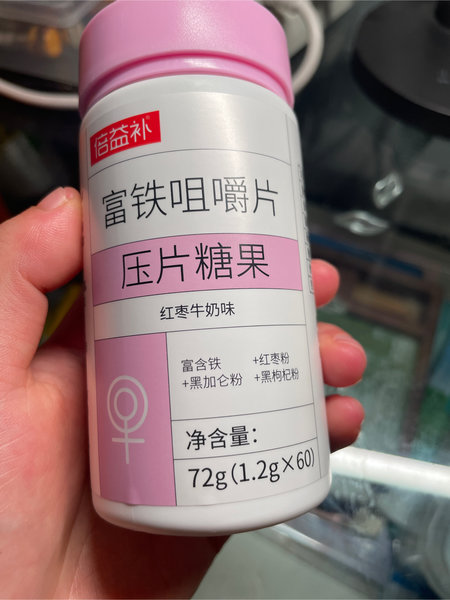 倍益补
富铁咀嚼片
压片糖果
红枣牛奶味
富含铁 +红枣粉
+黑加仑粉 +黑枸杞粉
净含量：
72g(1.2g×60)